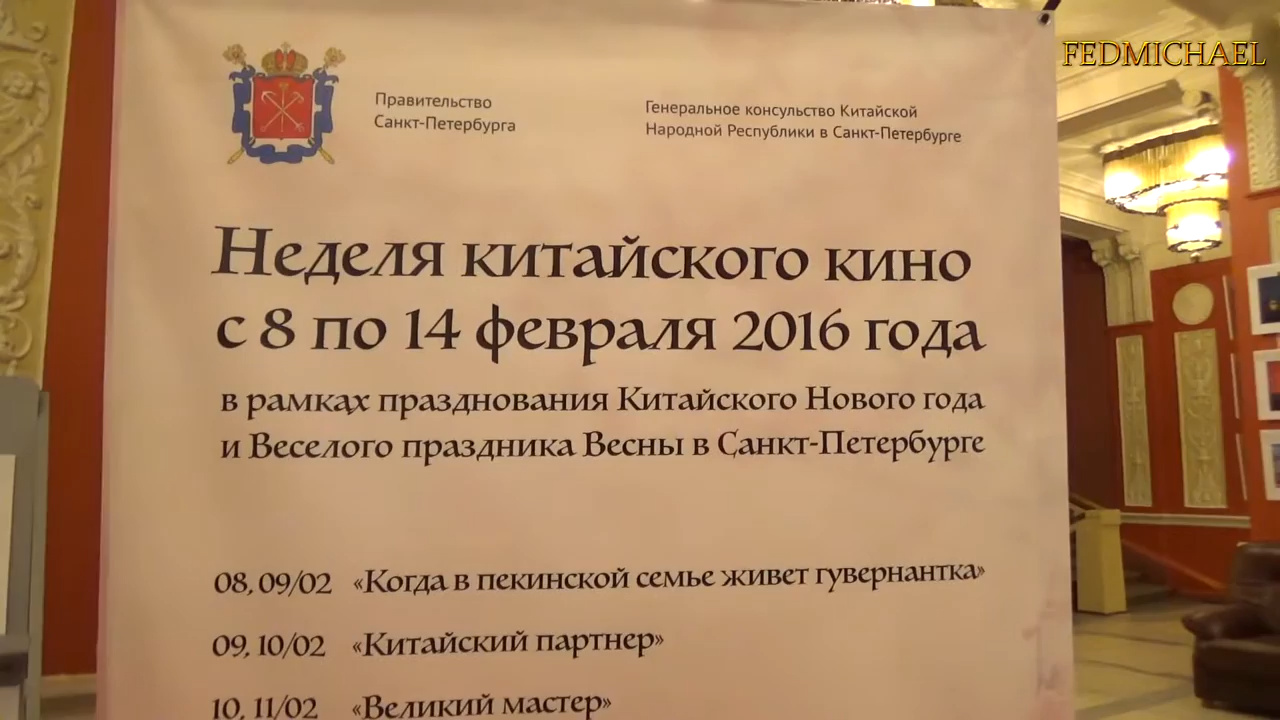 FEDMICHAEL
Правительство
Санкт-Петербурга
Генеральное консульство Китайской
Народной Республики в Санкт-Петербурге
Неделя китайского кино
с 8 по 14 февраля 2016 года
в рамках празднования Китайского Нового года
и Веселого праздника Весны в Санкт-Петербурге
08, 09/02 «Когда в пекинской семье живет гувернантка»
09, 10/02 «Китайский партнер»
10, 11/02 «Великий мастер»